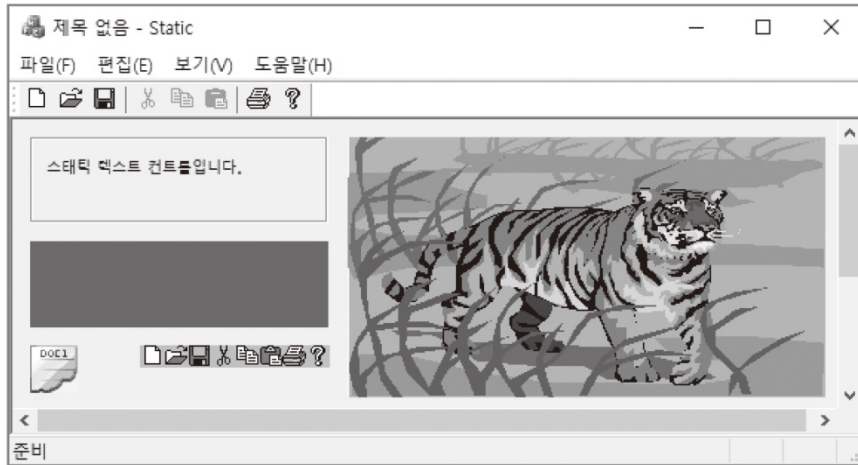 제목 없음 - Static
파일(F) 편집(E) 보기(V) 도움말(H)
스태틱 텍스트 컨트롤입니다.
DOC1
준비